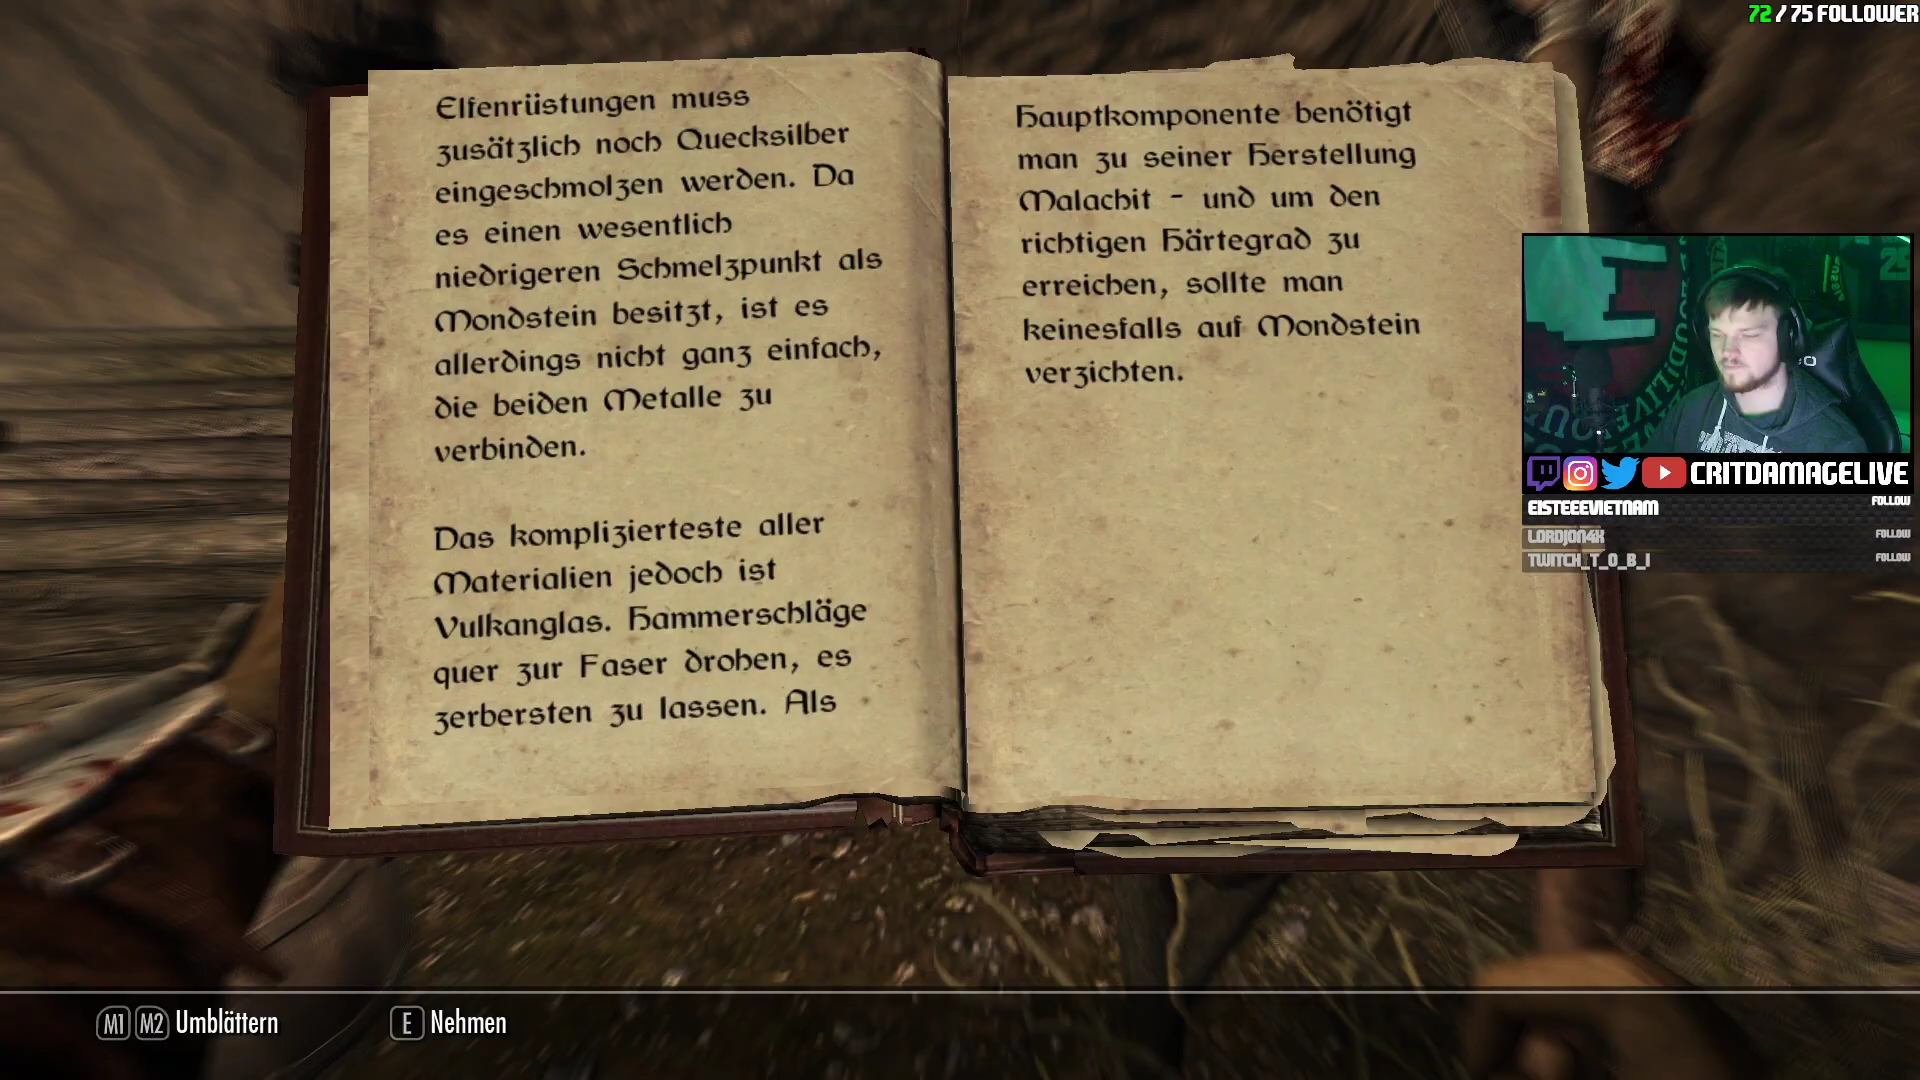 72 / 75 FOLLOWER
Elfenrüstungen muss
zusätzlich noch Quecksilber
eingeschmolzen werden. Da
es einen wesentlich
niedrigeren Schmelzpunkt als
Mondstein besitzt, ist es
allerdings nicht ganz einfach,
die beiden Metalle zu
verbinden.
Das komplizierteste aller
Materialien jedoch ist
Vulkanglas. Hammerschläge
quer zur Faser drohen, es
zerbersten zu lassen. Als
Hauptkomponente benötigt
man zu seiner Herstellung
Malachit - und um den
richtigen Härtegrad zu
erreichen, sollte man
keinesfalls auf Mondstein
verzichten.
CRITDAMAGELIVE
EISTEEEVIETNAM FOLLOW
LORDJON4X FOLLOW
TWITCH_T_O_B_I FOLLOW
M1 M2 Umblättern E Nehmen